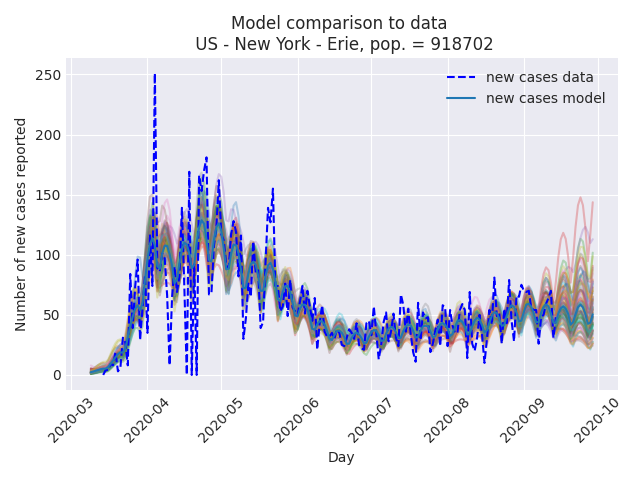 Model comparison to data
US - New York - Erie, pop. = 918702
new cases data
new cases model
Number of new cases reported
250
200
150
100
50
0
2020-03
2020-04
2020-05
2020-06
2020-07
2020-08
2020-09
2020-10
Day